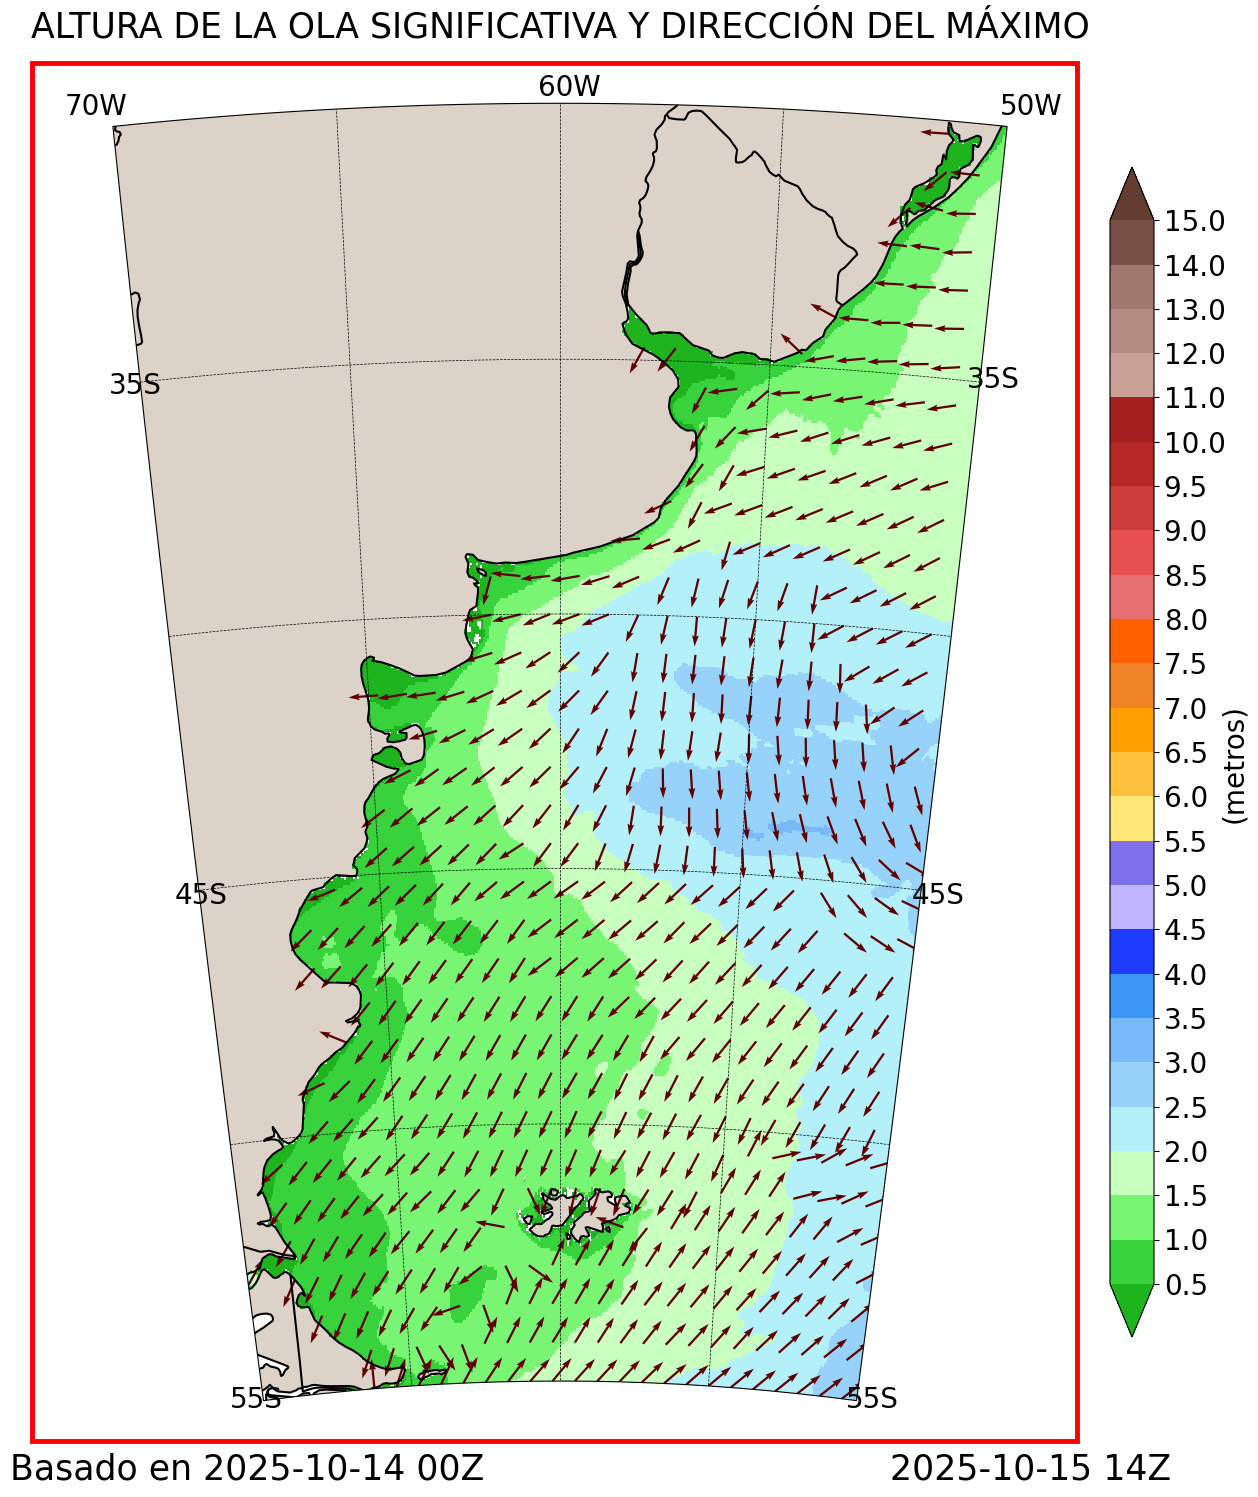 ALTURA DE LA OLA SIGNIFICATIVA Y DIRECCIÓN DEL MÁXIMO
60W
70W
50W
15.0
14.0
13.0
12.0
35S
35S
11.0
10.0
9.5
9.0
8.5
8.0
7.5
7.0
6.5
(metros)
6.0
5.5
5.0
45S
45S
4.5
4.0
3.5
3.0
2.5
2.0
1.5
1.0
0.5
55S
55S
Basado en 2025-10-14 00Z
2025-10-15 14Z